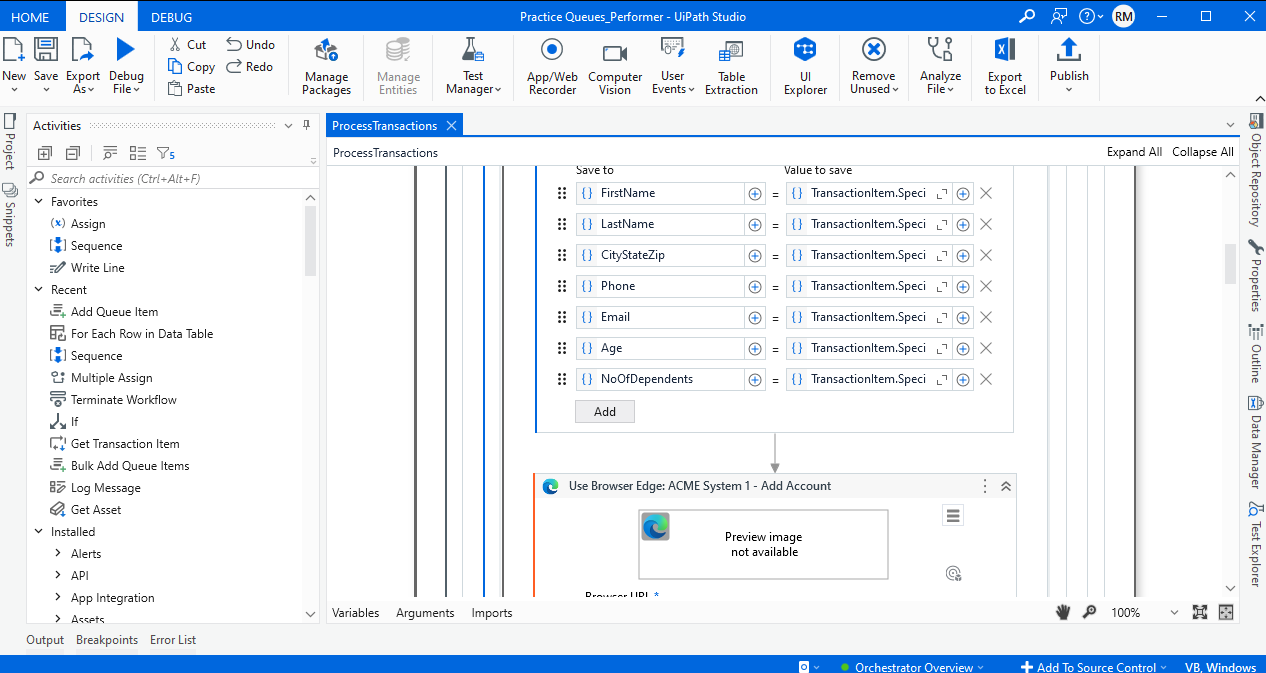 HOME DESIGN DEBUG Practice Queues_Performer - UiPath Studio RM
New Save Export As Debug File Cut Copy Paste Undo Redo Manage Packages Manage Entities Test Manager App/Web Recorder Computer Vision User Events Table Extraction UI Explorer Remove Unused Analyze File Export to Excel Publish
Project
Snippets
Activities
5
Search activities (Ctrl+Alt+F)
Favorites
Assign
Sequence
Write Line
Recent
Add Queue Item
For Each Row in Data Table
Sequence
Multiple Assign
Terminate Workflow
If
Get Transaction Item
Bulk Add Queue Items
Log Message
Get Asset
Installed
Alerts
API
App Integration
Assets
ProcessTransactions
ProcessTransactions Expand All Collapse All
Save to Value to save
FirstName = TransactionItem.Speci
LastName = TransactionItem.Speci
CityStateZip = TransactionItem.Speci
Phone = TransactionItem.Speci
Email = TransactionItem.Speci
Age = TransactionItem.Speci
NoOfDependents = TransactionItem.Speci
Add
Use Browser Edge: ACME System 1 - Add Account
Preview image
not available
Browser URL *
Variables Arguments Imports 100%
Object Repository
Properties
Outline
Data Manager
Test Explorer
Output Breakpoints Error List
Orchestrator Overview Add To Source Control VB, Windows